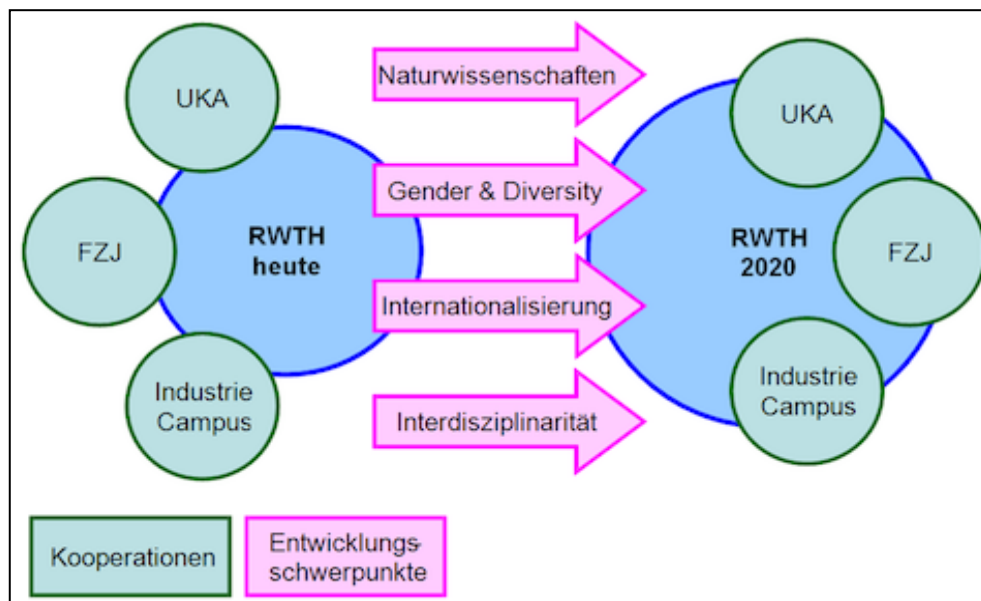 UKA
FZJ
Industrie
Campus
RWTH
heute
Naturwissenschaften
Gender & Diversity
Internationalisierung
Interdisziplinarität
RWTH
2020
UKA
FZJ
Industrie
Campus
Kooperationen
Entwicklungs-
schwerpunkte